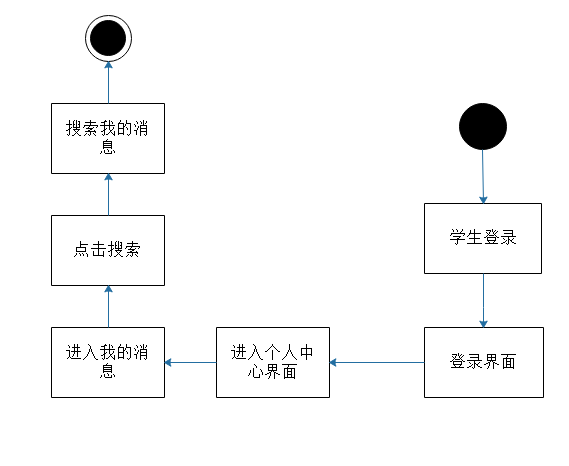 搜索我的消
息
学生登录
点击搜索
进入我的消
息
进入个人中
心界面
登录界面